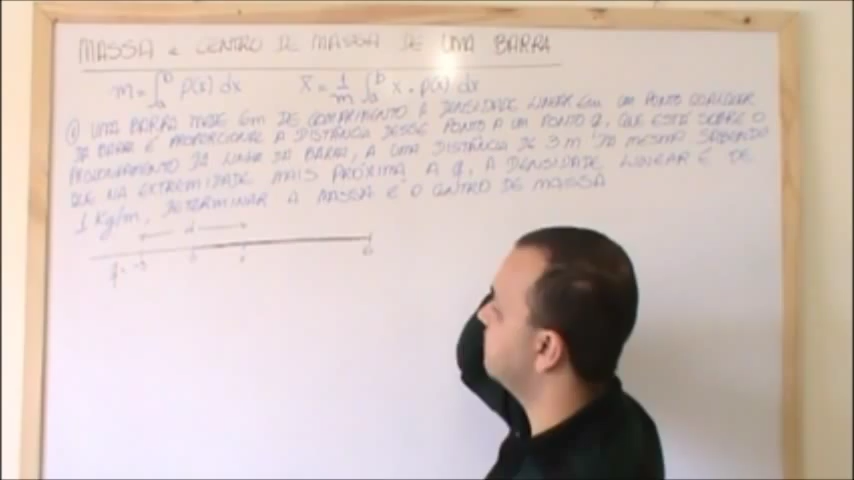 MASSA e CENTRO DE MASSA DE UMA BARRA
m = ∫ₐᵇ ρ(x) dx x̄ = 1/m ∫ₐᵇ x · ρ(x) dx
① UMA BARRA MEDE 6m DE COMPRIMENTO A DENSIDADE LINEAR EM UM PONTO QUALQUER
DA BARRA É PROPORCIONAL A DISTÂNCIA DESSE PONTO A UM PONTO q, QUE ESTÁ SOBRE O
PROLONGAMENTO DA LINHA DA BARRA, A UMA DISTÂNCIA DE 3m DA MESMA SABENDO
QUE NA EXTREMIDADE MAIS PRÓXIMA A q, A DENSIDADE LINEAR É DE
1 Kg/m, DETERMINAR A MASSA E O CENTRO DE MASSA
d
q = -3 6